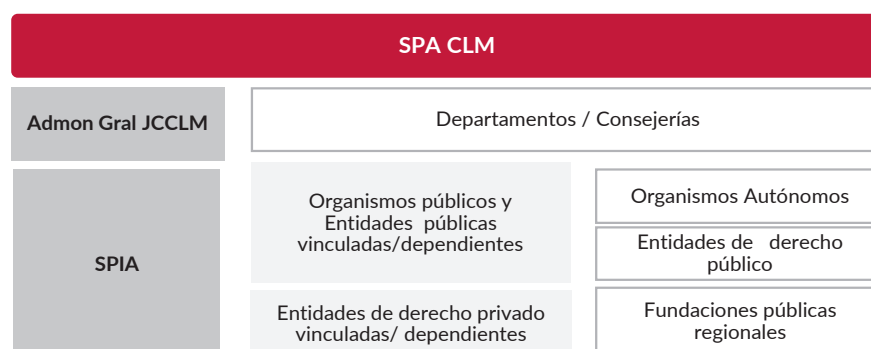 SPA CLM
Admon Gral JCCLM
Departamentos / Consejerías
SPIA
Organismos públicos y
Entidades públicas
vinculadas/dependientes
Organismos Autónomos
Entidades de derecho
público
Entidades de derecho privado
vinculadas/ dependientes
Fundaciones públicas
regionales